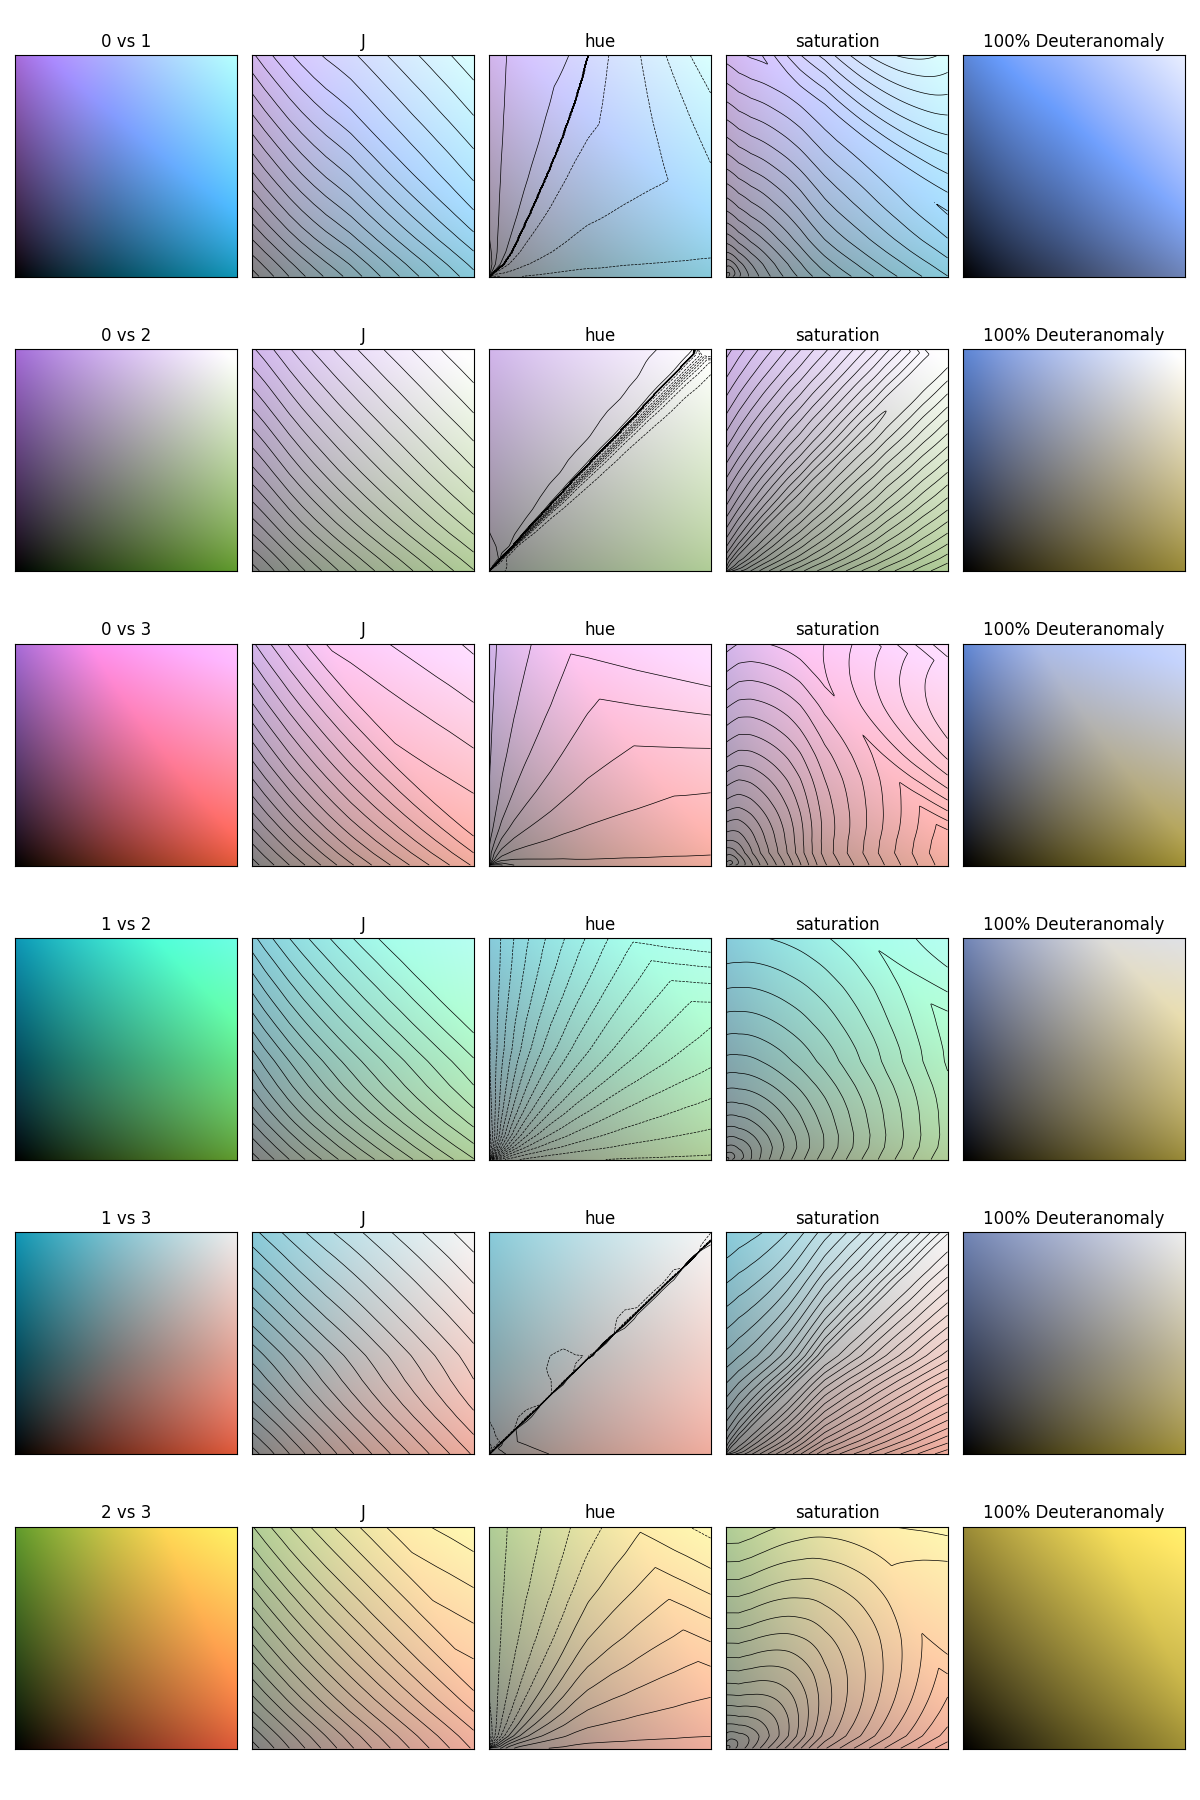 0 vs 1 J hue saturation 100% Deuteranomaly
0 vs 2 J hue saturation 100% Deuteranomaly
0 vs 3 J hue saturation 100% Deuteranomaly
1 vs 2 J hue saturation 100% Deuteranomaly
1 vs 3 J hue saturation 100% Deuteranomaly
2 vs 3 J hue saturation 100% Deuteranomaly